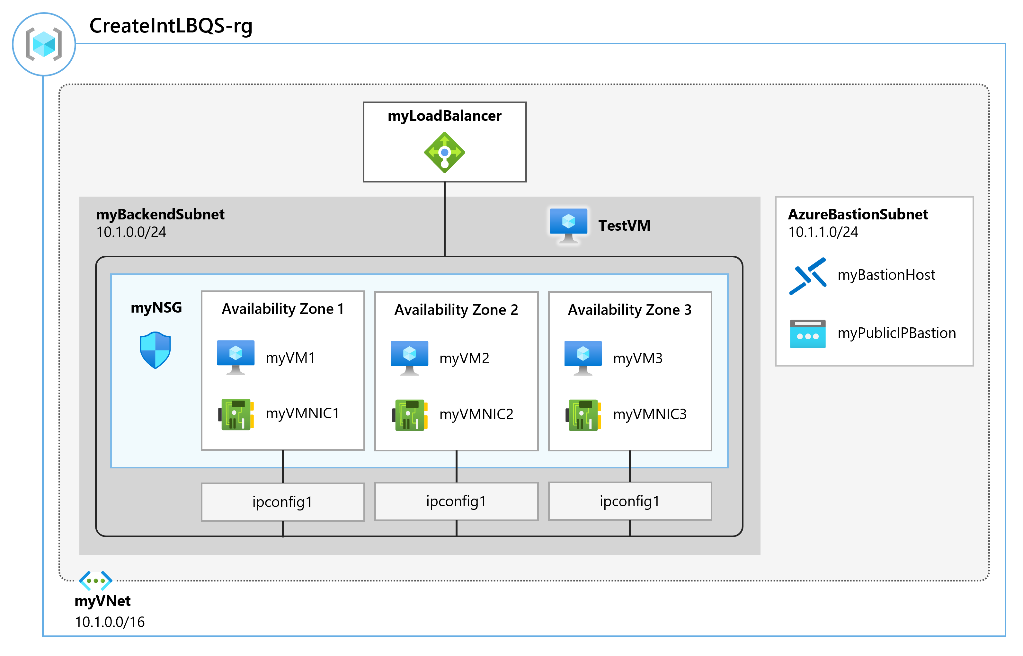 CreateIntLBQS-rg
myLoadBalancer
myBackendSubnet
10.1.0.0/24
TestVM
AzureBastionSubnet
10.1.1.0/24
myBastionHost
myPublicIPBastion
myNSG
Availability Zone 1
myVM1
myVMNIC1
Availability Zone 2
myVM2
myVMNIC2
Availability Zone 3
myVM3
myVMNIC3
ipconfig1
ipconfig1
ipconfig1
myVNet
10.1.0.0/16